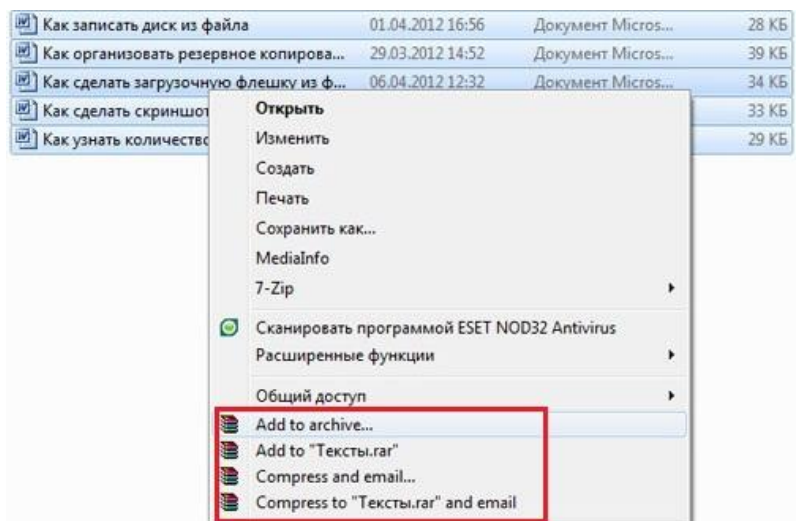 Как записать диск из файла 01.04.2012 16:56 Документ Micros... 28 КБ
Как организовать резервное копирова... 29.03.2012 14:52 Документ Micros... 39 КБ
Как сделать загрузочную флешку из ф... 06.04.2012 12:32 Документ Micros... 34 КБ
Как сделать скриншот 33 КБ
Как узнать количество 29 КБ
Открыть
Изменить
Создать
Печать
Сохранить как...
MediaInfo
7-Zip
Сканировать программой ESET NOD32 Antivirus
Расширенные функции
Общий доступ
Add to archive...
Add to "Тексты.rar"
Compress and email...
Compress to "Тексты.rar" and email